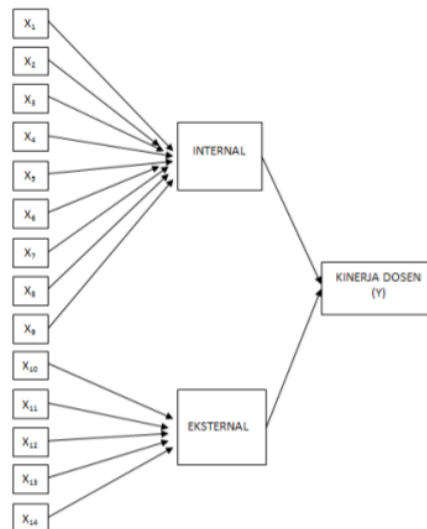 X₁
X₂
X₃
X₄
X₅
X₆
X₇
X₈
X₉
X₁₀
X₁₁
X₁₂
X₁₃
X₁₄
INTERNAL
EKSTERNAL
KINERJA DOSEN
(Y)